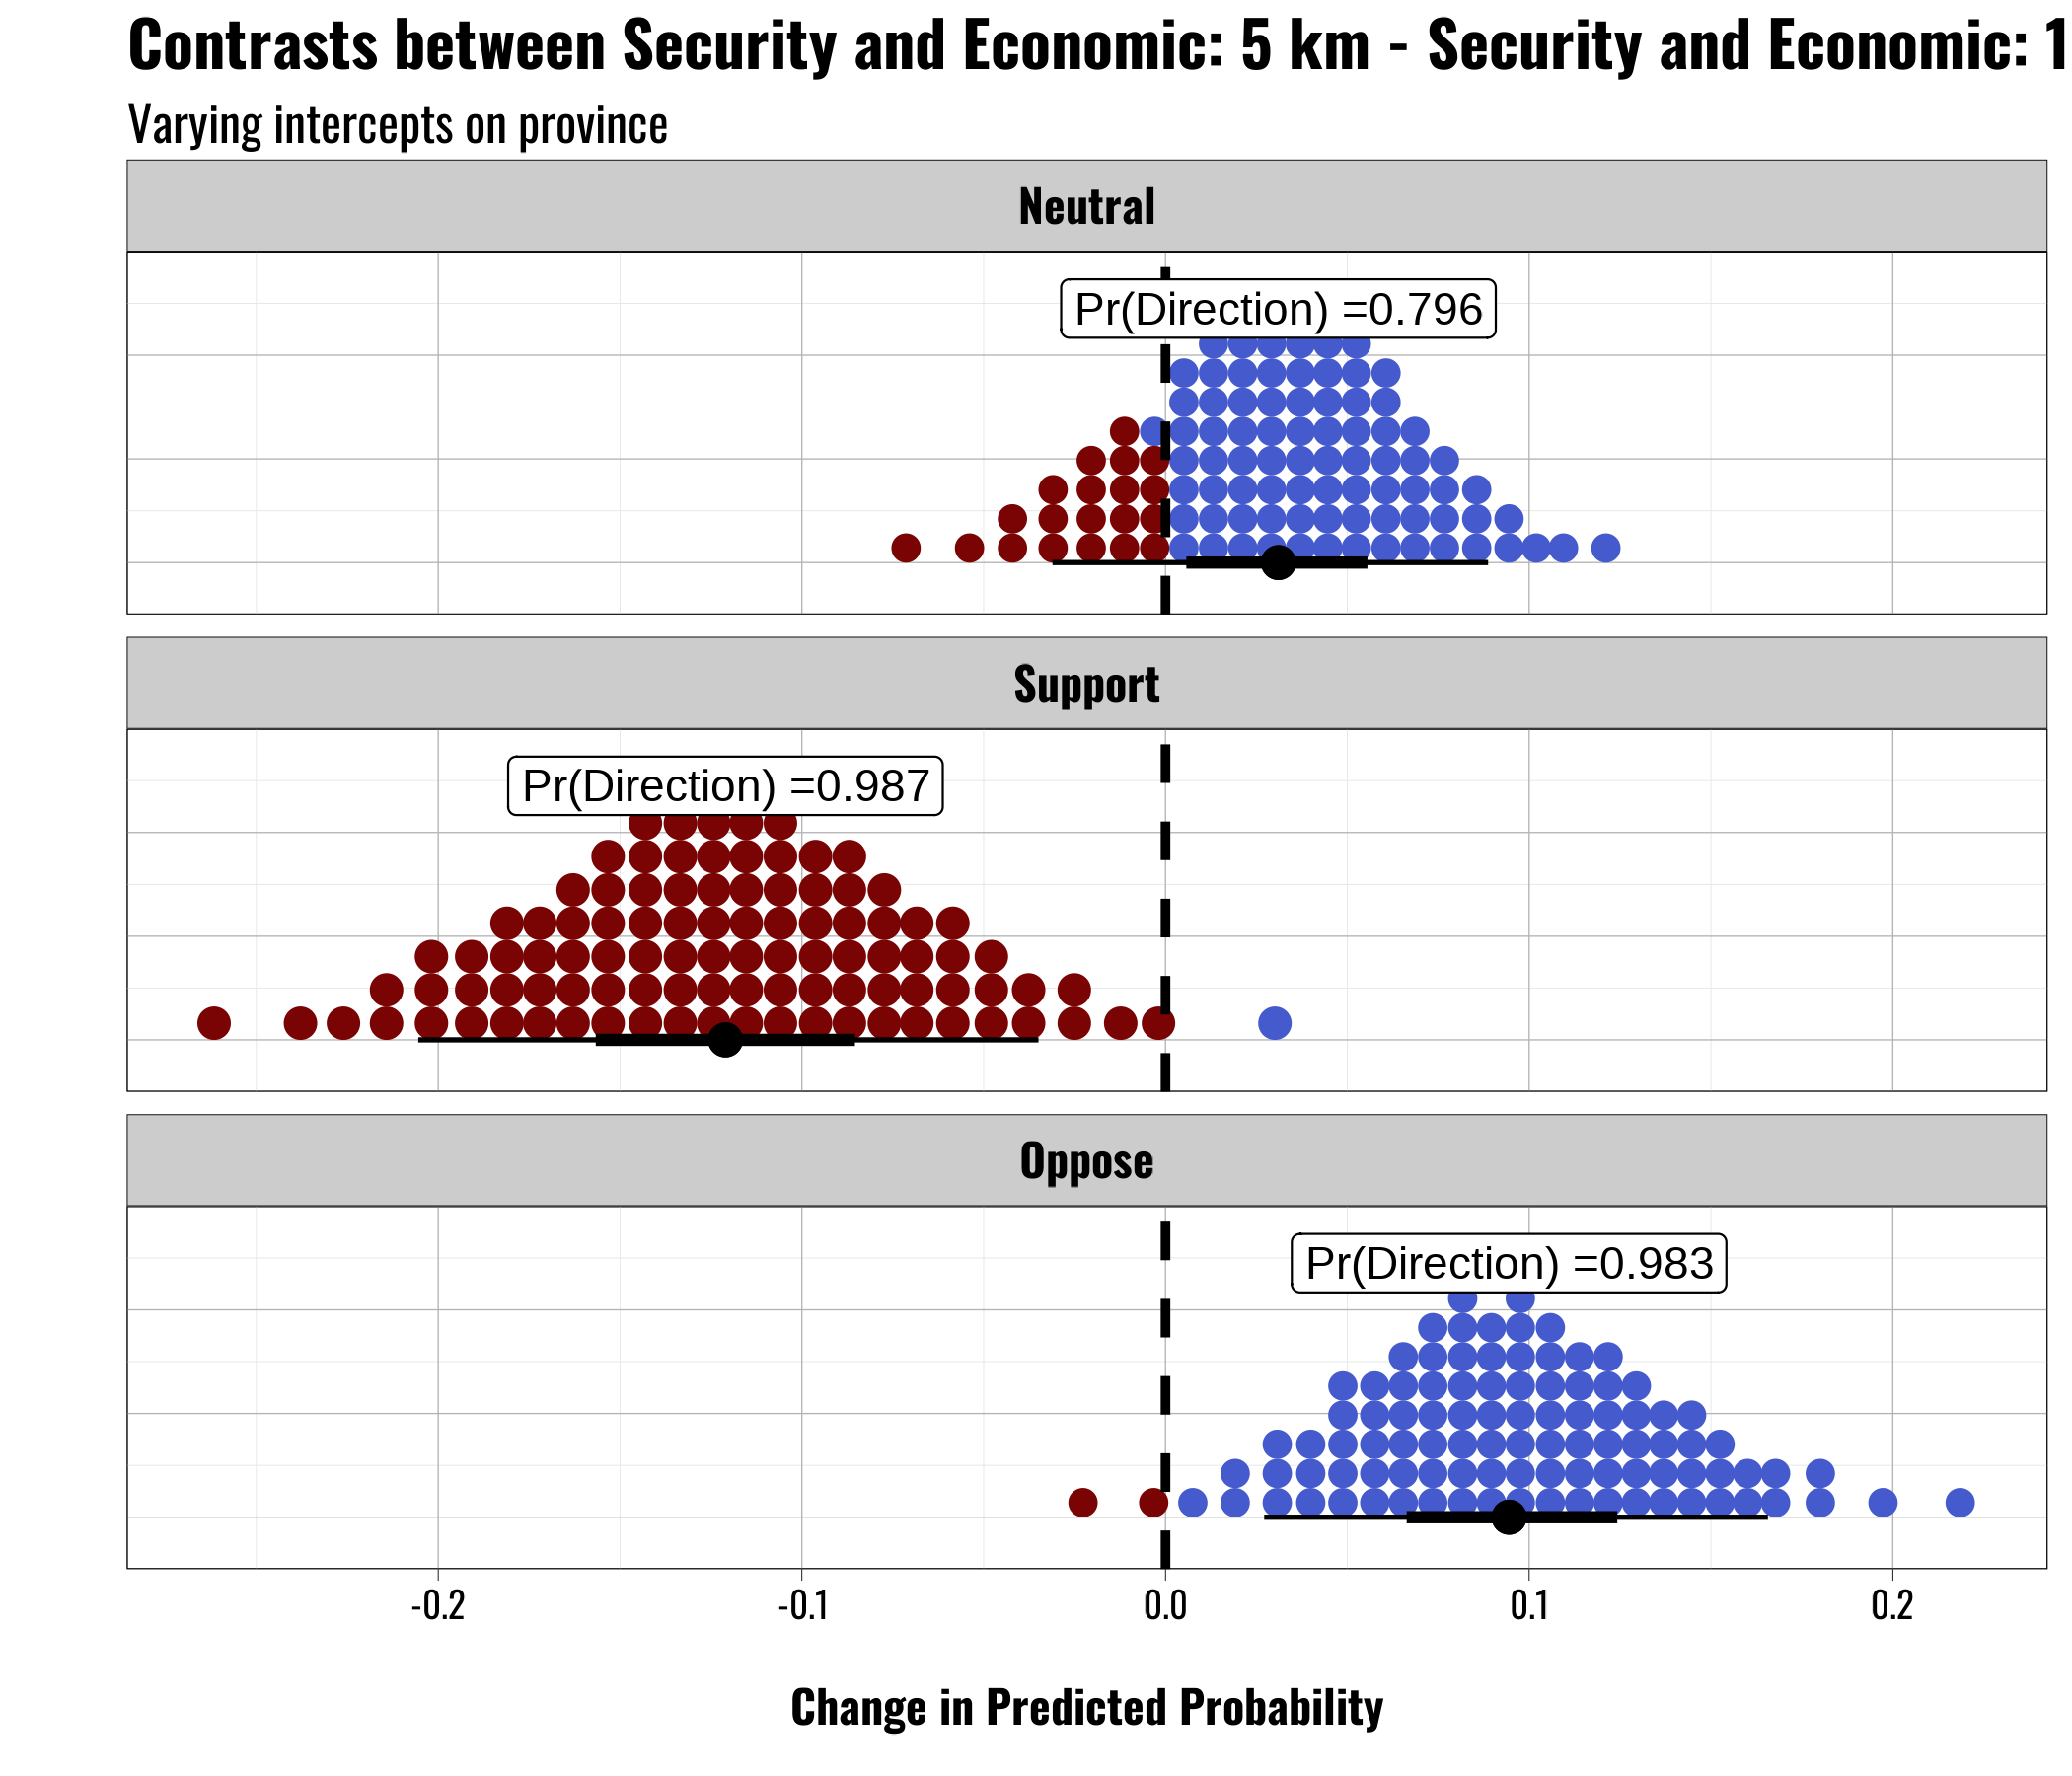 Contrasts between Security and Economic: 5 km - Security and Economic: 1
Varying intercepts on province
Neutral
Pr(Direction) =0.796
Support
Pr(Direction) =0.987
Oppose
Pr(Direction) =0.983
-0.2 -0.1 0.0 0.1 0.2
Change in Predicted Probability